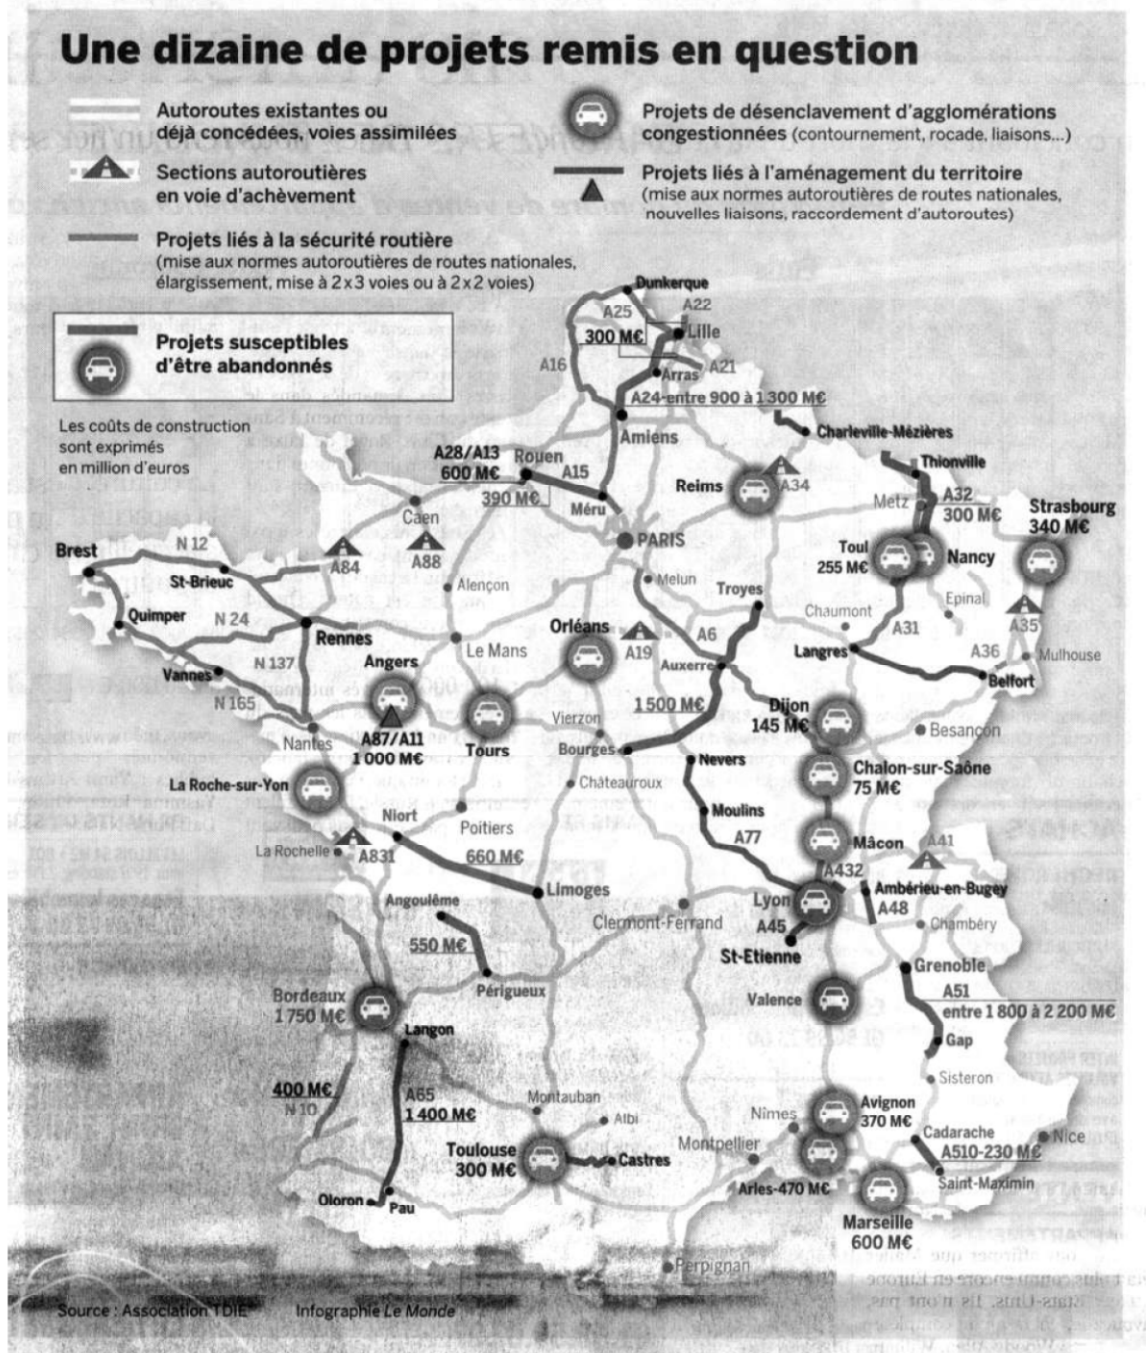 Une dizaine de projets remis en question
Autoroutes existantes ou
déjà concédées, voies assimilées
Sections autoroutières
en voie d'achèvement
Projets liés à la sécurité routière
(mise aux normes autoroutières de routes nationales,
élargissement, mise à 2x3 voies ou à 2x2 voies)
Projets de désenclavement d'agglomérations
congestionnées (contournement, rocade, liaisons...)
Projets liés à l'aménagement du territoire
(mise aux normes autoroutières de routes nationales,
nouvelles liaisons, raccordement d'autoroutes)
Projets susceptibles
d'être abandonnés
Les coûts de construction
sont exprimés
en million d'euros
Dunkerque
A22
A25
300 M€
Lille
A16
A21
Arras
A24-entre 900 à 1 300 M€
Amiens
Charleville-Mézières
A28/A13
600 M€
Rouen
A15
390 M€
Méru
Reims
A34
Thionville
Metz
A32
300 M€
Strasbourg
340 M€
Caen
PARIS
Toul
255 M€
Nancy
Brest
N 12
St-Brieuc
A84
A88
Alençon
Melun
Troyes
Chaumont
Epinal
A35
Quimper
N 24
Rennes
Orléans
A19
A6
A31
Le Mans
Auxerre
Langres
A36
Mulhouse
Belfort
Vannes
N 137
Angers
N 165
1 500 M€
Dijon
145 M€
Nantes
A87/A11
1 000 M€
Tours
Vierzon
Bourges
Besançon
La Roche-sur-Yon
Nevers
Chalon-sur-Saône
75 M€
Châteauroux
Niort
Poitiers
Moulins
A77
Mâcon
A41
La Rochelle
A831
660 M€
A432
Limoges
Ambérieu-en-Bugey
A48
Angoulême
Clermont-Ferrand
Lyon
A45
Chambéry
550 M€
St-Etienne
Grenoble
Périgueux
Bordeaux
1 750 M€
Valence
A51
entre 1 800 à 2 200 M€
Langon
Gap
400 M€
N 10
A65
1 400 M€
Sisteron
Montauban
Albi
Nîmes
Avignon
370 M€
Toulouse
300 M€
Castres
Montpellier
Cadarache
Nice
A510-230 M€
Arles-470 M€
Saint-Maximin
Oloron
Pau
Marseille
600 M€
Perpignan
Source : Association TDIE
Infographie Le Monde